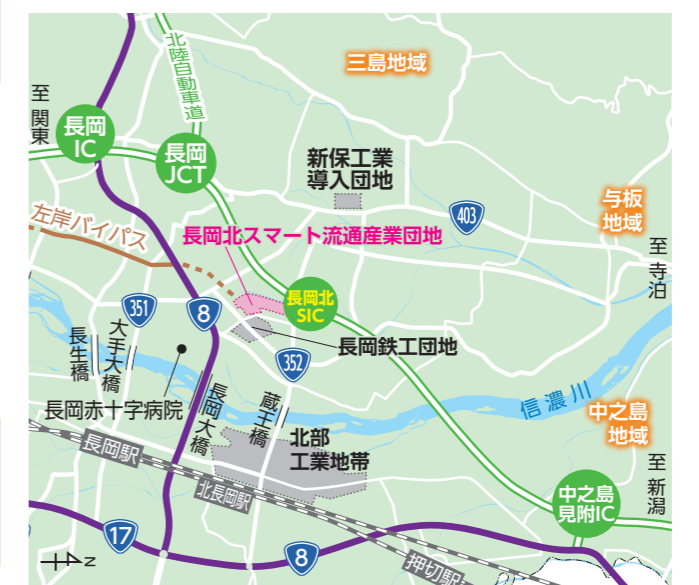 北陸自動車道
三島地域
至
関東
長岡
IC
長岡
JCT
新保工業
導入団地
403
与板
地域
左岸バイパス
長岡北スマート流通産業団地
至
寺泊
351
8
長岡北
SIC
352
長岡鉄工団地
長生橋
大手大橋
長岡赤十字病院
長岡大橋
蔵王橋
信濃川
中之島
地域
北部
工業地帯
長岡駅
北長岡駅
至
新潟
中之島
見附IC
17
8
押切駅
N